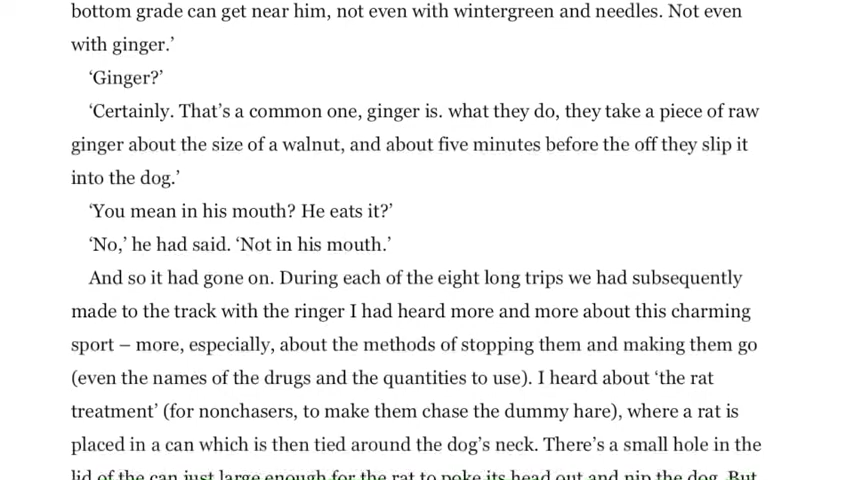 bottom grade can get near him, not even with wintergreen and needles. Not even
with ginger.’
‘Ginger?’
‘Certainly. That’s a common one, ginger is. what they do, they take a piece of raw
ginger about the size of a walnut, and about five minutes before the off they slip it
into the dog.’
‘You mean in his mouth? He eats it?’
‘No,’ he had said. ‘Not in his mouth.’
And so it had gone on. During each of the eight long trips we had subsequently
made to the track with the ringer I had heard more and more about this charming
sport – more, especially, about the methods of stopping them and making them go
(even the names of the drugs and the quantities to use). I heard about ‘the rat
treatment’ (for nonchasers, to make them chase the dummy hare), where a rat is
placed in a can which is then tied around the dog’s neck. There’s a small hole in the
lid of the can just large enough for the rat to poke its head out and nip the dog. But